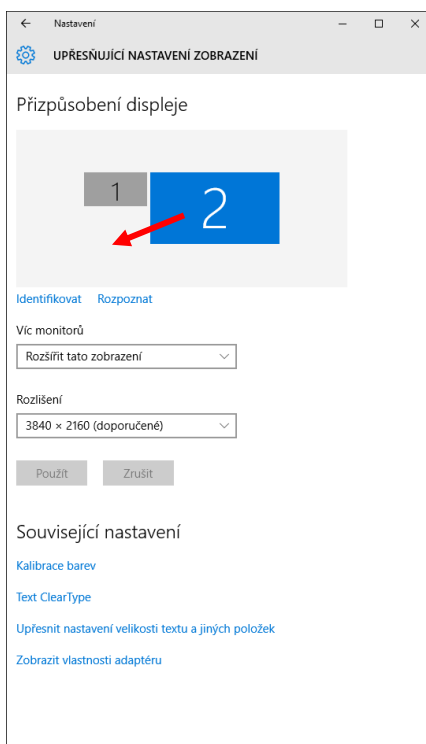 Nastavení
UPŘESŇUJÍCÍ NASTAVENÍ ZOBRAZENÍ
Přizpůsobení displeje
1
2
Identifikovat Rozpoznat
Víc monitorů
Rozšířit tato zobrazení
Rozlišení
3840 × 2160 (doporučené)
Použít Zrušit
Související nastavení
Kalibrace barev
Text ClearType
Upřesnit nastavení velikosti textu a jiných položek
Zobrazit vlastnosti adaptéru